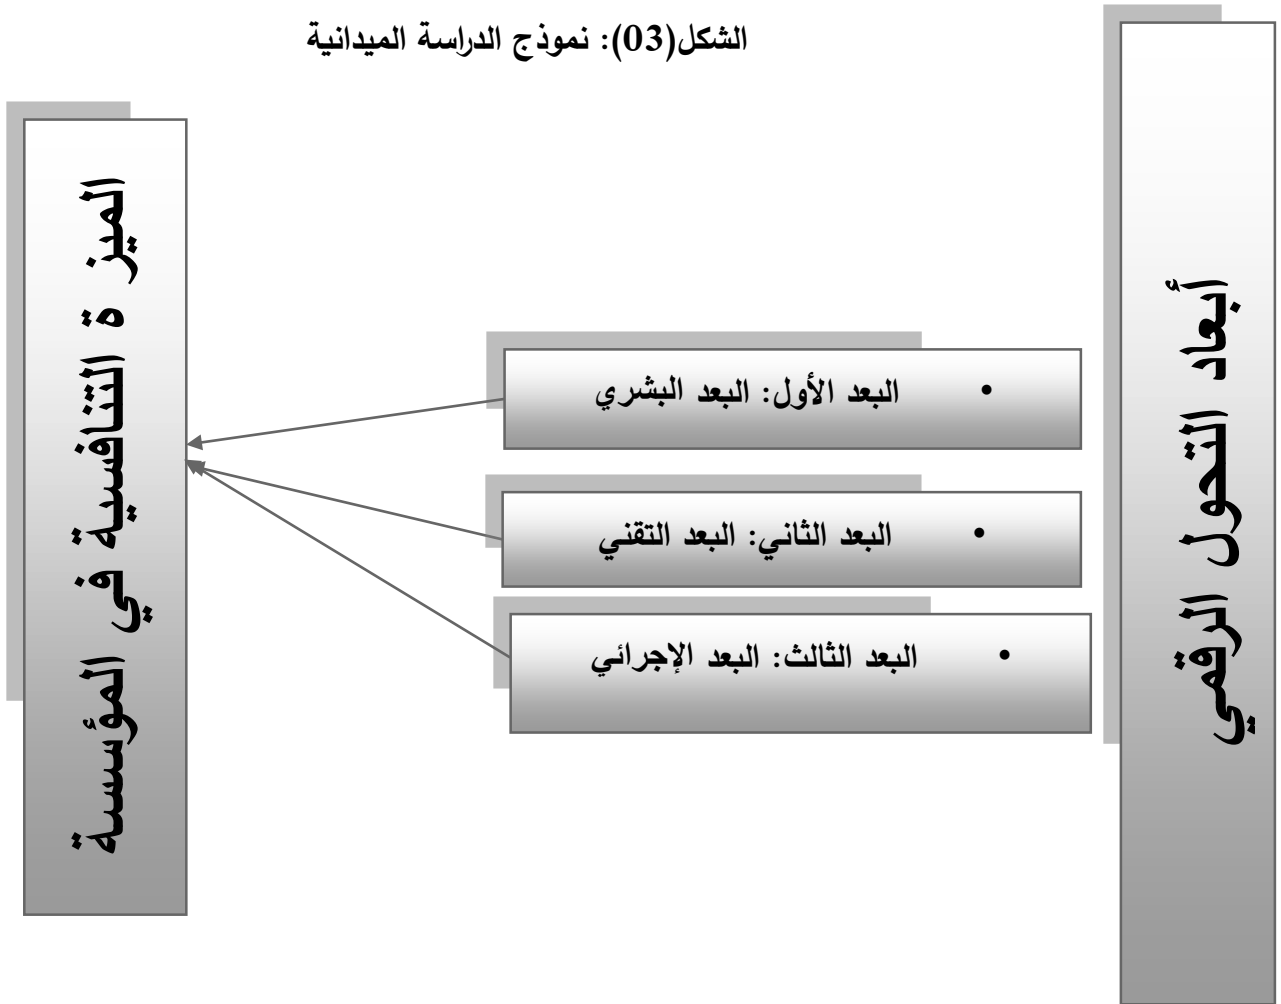 الشكل(03): نموذج الدراسة الميدانية
أبعاد التحول الرقمي
• البعد الأول: البعد البشري
• البعد الثاني: البعد التقني
• البعد الثالث: البعد الإجرائي
الميز ة التنافسية في المؤسسة